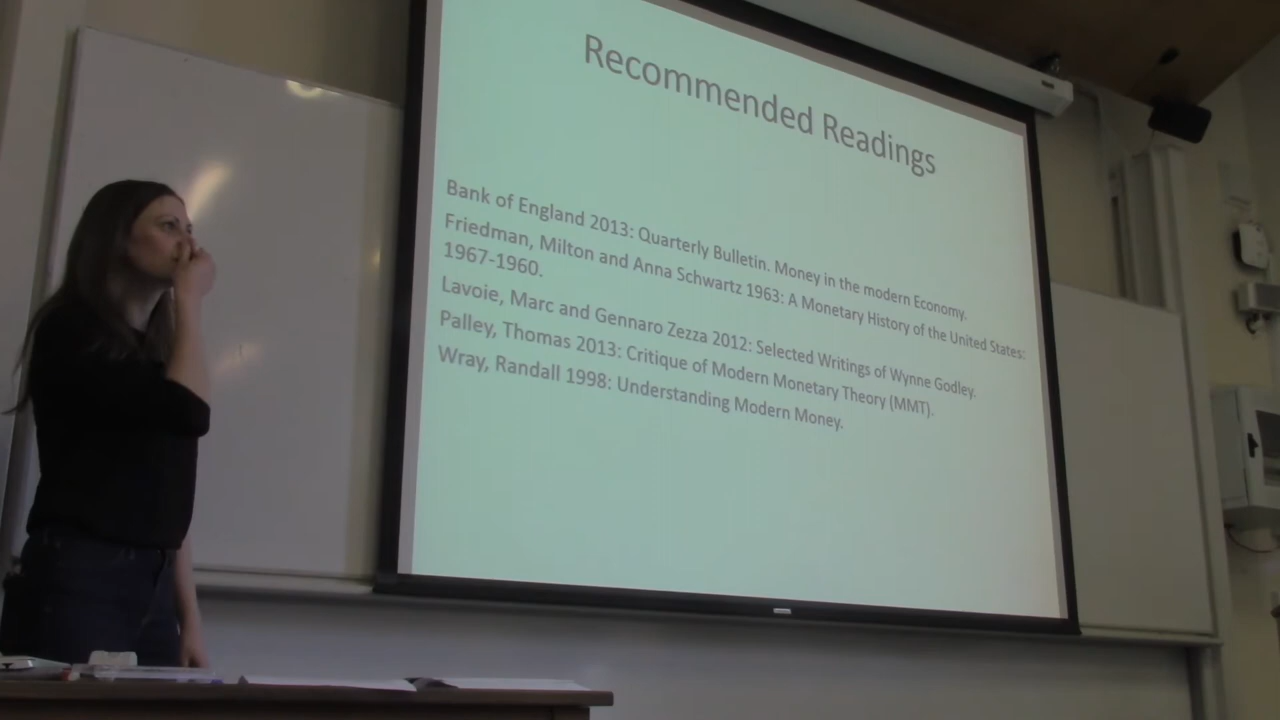 Recommended Readings
Bank of England 2013: Quarterly Bulletin. Money in the modern Economy.
Friedman, Milton and Anna Schwartz 1963: A Monetary History of the United States:
1967-1960.
Lavoie, Marc and Gennaro Zezza 2012: Selected Writings of Wynne Godley.
Palley, Thomas 2013: Critique of Modern Monetary Theory (MMT).
Wray, Randall 1998: Understanding Modern Money.